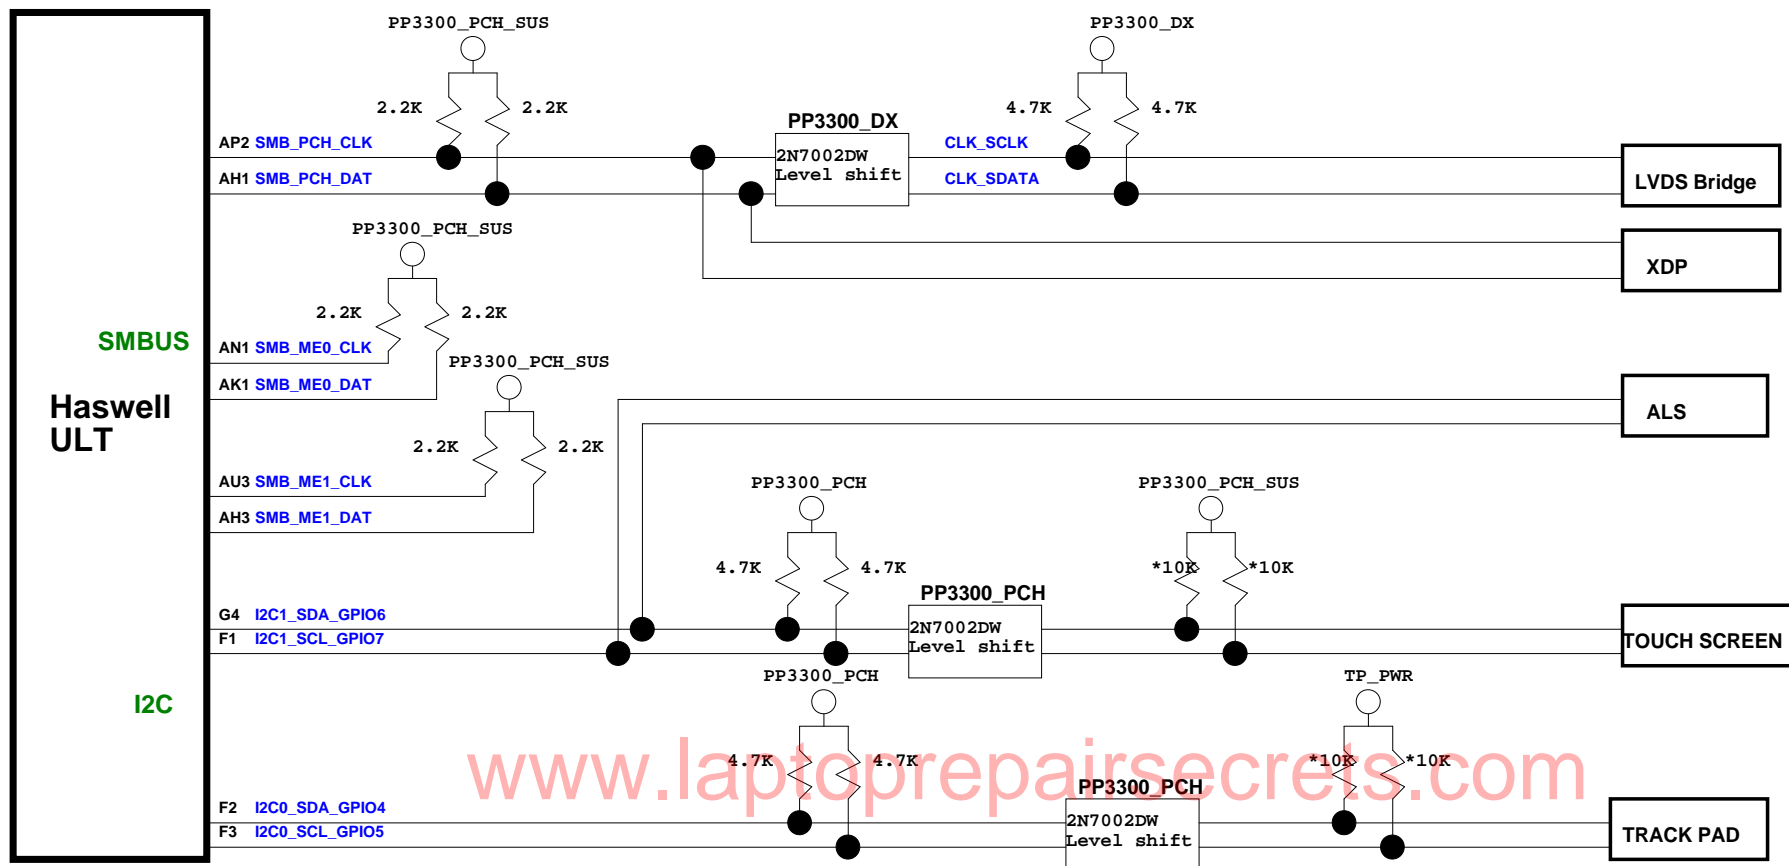 PP3300_PCH_SUS
PP3300_DX
2.2K
2.2K
4.7K
4.7K
PP3300_DX
AP2 SMB_PCH_CLK
2N7002DW
Level shift
CLK_SCLK
AH1 SMB_PCH_DAT
CLK_SDATA
LVDS Bridge
PP3300_PCH_SUS
XDP
2.2K
2.2K
SMBUS
AN1 SMB_ME0_CLK
AK1 SMB_ME0_DAT
PP3300_PCH_SUS
Haswell
ULT
ALS
2.2K
2.2K
AU3 SMB_ME1_CLK
AH3 SMB_ME1_DAT
PP3300_PCH
PP3300_PCH_SUS
4.7K
4.7K
*10K
*10K
PP3300_PCH
G4 I2C1_SDA_GPIO6
F1 I2C1_SCL_GPIO7
2N7002DW
Level shift
TOUCH SCREEN
PP3300_PCH
TP_PWR
I2C
4.7K
4.7K
*10K
*10K
www.laptoprepairsecrets.com
PP3300_PCH
F2 I2C0_SDA_GPIO4
F3 I2C0_SCL_GPIO5
2N7002DW
Level shift
TRACK PAD